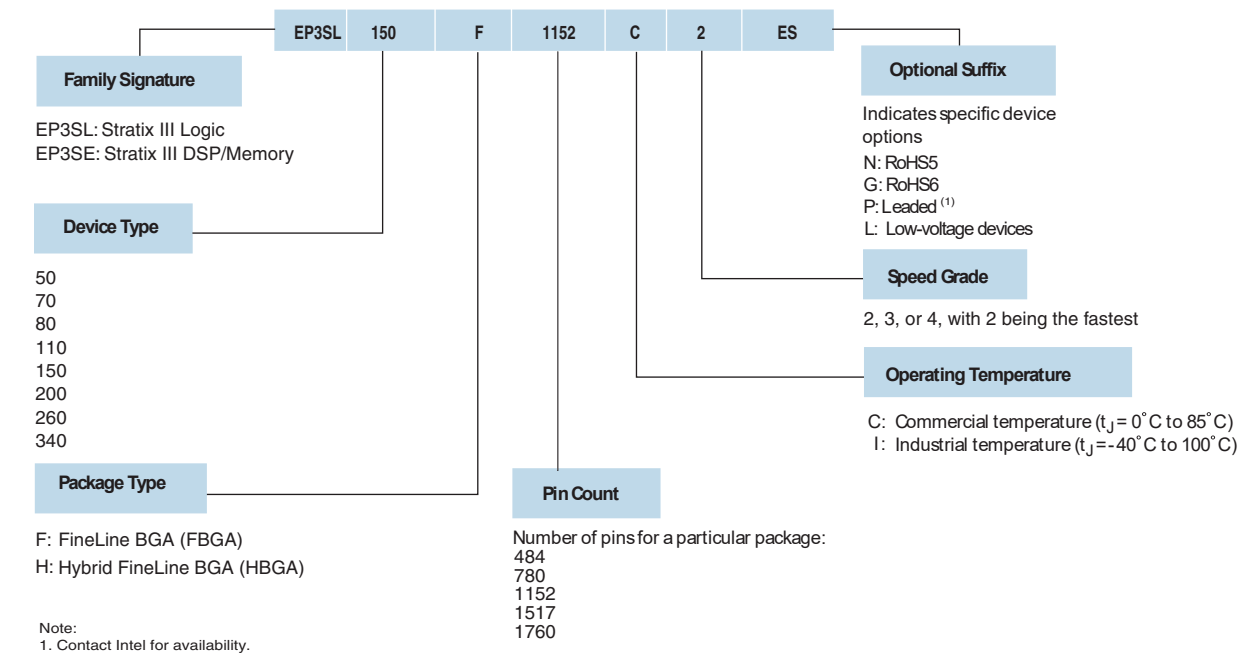 EP3SL 150 F 1152 C 2 ES
Family Signature
EP3SL: Stratix III Logic
EP3SE: Stratix III DSP/Memory
Device Type
50
70
80
110
150
200
260
340
Package Type
F: FineLine BGA (FBGA)
H: Hybrid FineLine BGA (HBGA)
Note:
1. Contact Intel for availability.
Pin Count
Number of pins for a particular package:
484
780
1152
1517
1760
Optional Suffix
Indicates specific device
options
N: RoHS5
G: RoHS6
P: Leaded (1)
L: Low-voltage devices
Speed Grade
2, 3, or 4, with 2 being the fastest
Operating Temperature
C: Commercial temperature (tJ = 0°C to 85°C)
I: Industrial temperature (tJ = -40°C to 100°C)